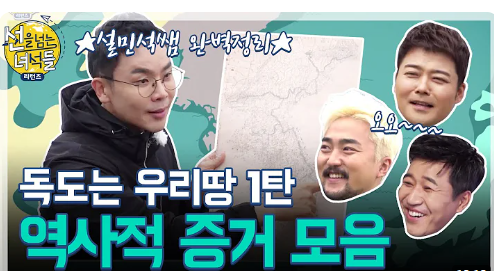 선을 넘는
녀석들
리턴즈
★설민석쌤 완벽정리★
오오~~~
독도는 우리땅 1탄
역사적 증거 모음